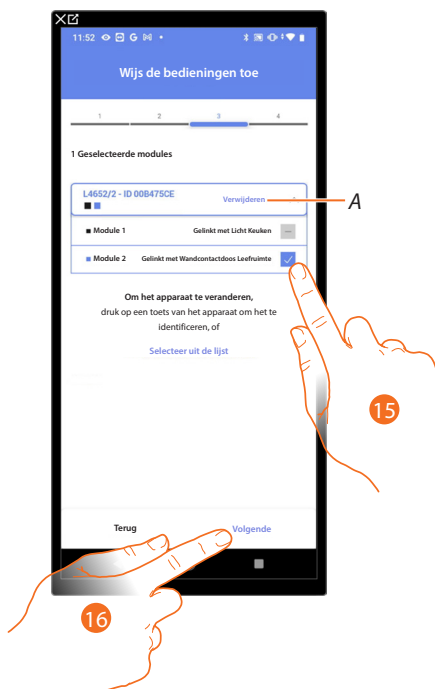 11:52
Wijs de bedieningen toe
1 2 3 4
1 Geselecteerde modules
L4652/2 - ID 00B475CE
Verwijderen
A
Module 1 Gelinkt met Licht Keuken
Module 2 Gelinkt met Wandcontactdoos Leefruimte
Om het apparaat te veranderen,
druk op een toets van het apparaat om het te
identificeren, of
Selecteer uit de lijst
15
Terug Volgende
16